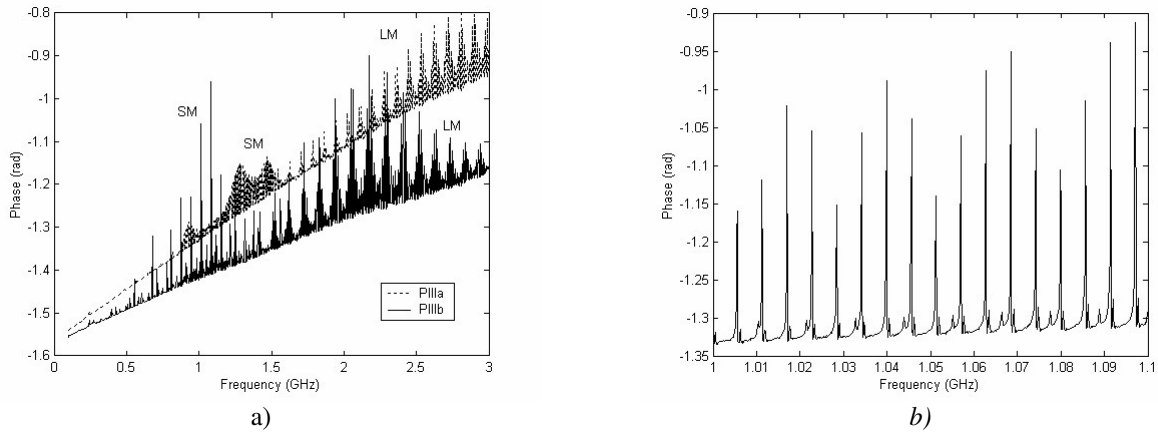 -0.8
-0.9
-1
-1.1
-1.2
-1.3
-1.4
-1.5
-1.6
Phase (rad)
LM
SM
SM
LM
PIIIa
PIIIb
0 0.5 1 1.5 2 2.5 3
Frequency (GHz)
a)
-0.9
-0.95
-1
-1.05
-1.1
-1.15
-1.2
-1.25
-1.3
-1.35
Phase (rad)
1 1.01 1.02 1.03 1.04 1.05 1.06 1.07 1.08 1.09 1.1
Frequency (GHz)
b)